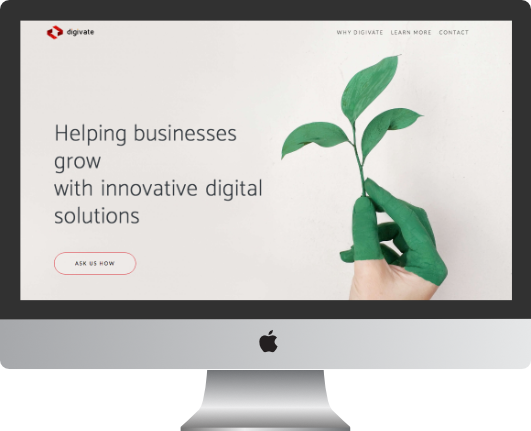 digivate
WHY DIGIVATE LEARN MORE CONTACT
Helping businesses
grow
with innovative digital
solutions
ASK US HOW